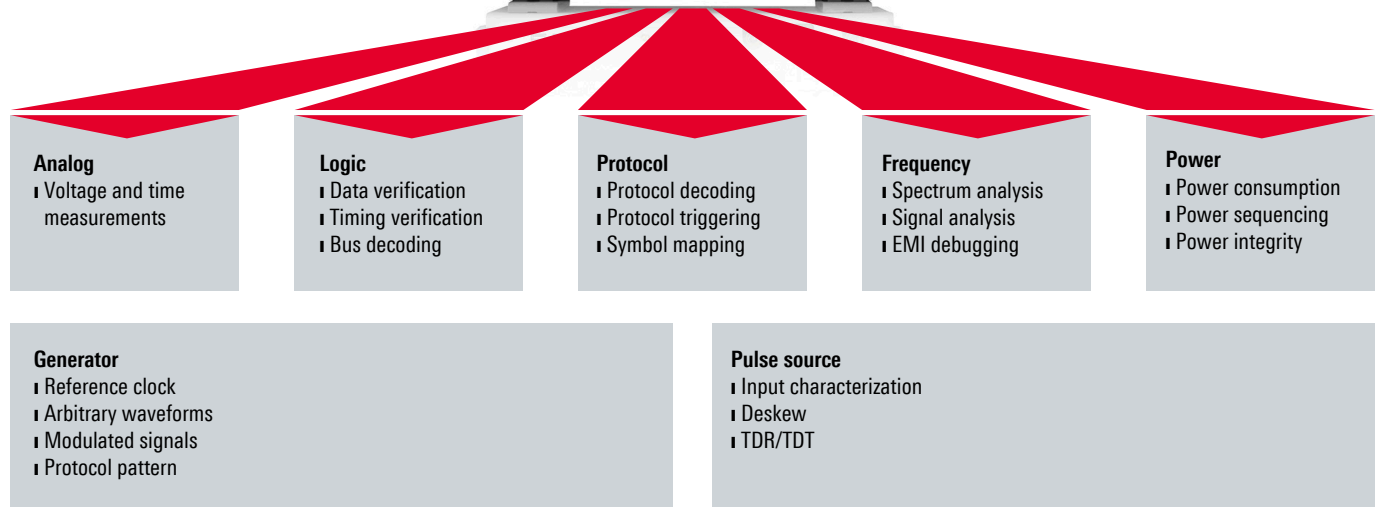 Analog
ı Voltage and time
measurements
Logic
ı Data verification
ı Timing verification
ı Bus decoding
Protocol
ı Protocol decoding
ı Protocol triggering
ı Symbol mapping
Frequency
ı Spectrum analysis
ı Signal analysis
ı EMI debugging
Power
ı Power consumption
ı Power sequencing
ı Power integrity
Generator
ı Reference clock
ı Arbitrary waveforms
ı Modulated signals
ı Protocol pattern
Pulse source
ı Input characterization
ı Deskew
ı TDR/TDT